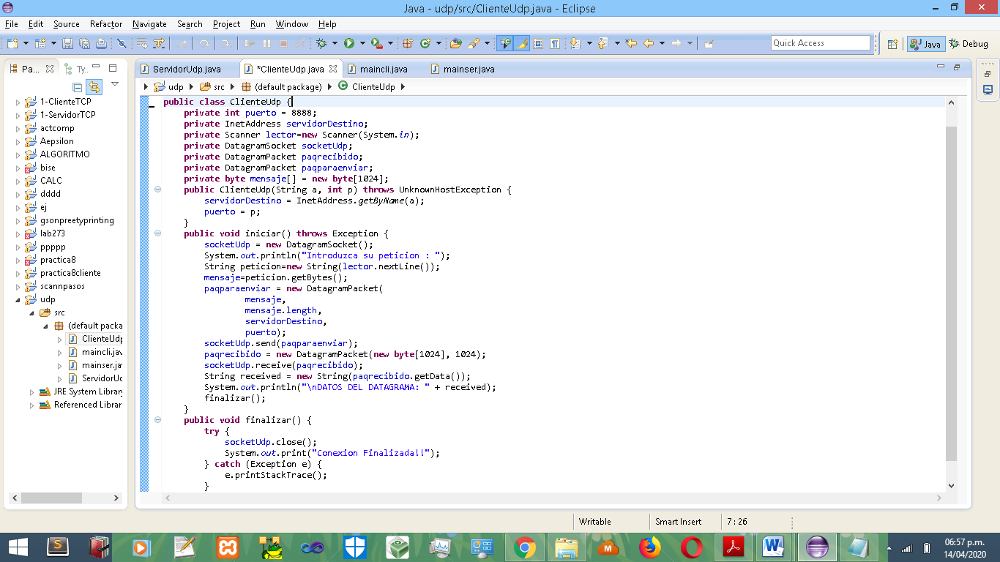 Java - udp/src/ClienteUdp.java - Eclipse
File Edit Source Refactor Navigate Search Project Run Window Help
Quick Access
Java
Debug
Pa...
Ty..
ServidorUdp.java
*ClienteUdp.java
maincli.java
mainser.java
udp
src
(default package)
ClienteUdp
1-ClienteTCP
1-ServidorTCP
actcomp
Aepsilon
ALGORITMO
bise
CALC
dddd
ej
gsonpreetyprinting
lab273
ppppp
practica8
practica8cliente
scannpasos
udp
src
(default packa
ClienteUdp
maincli.jav
mainser.ja
ServidorUd
JRE System Library
Referenced Librar
public class ClienteUdp {
private int puerto = 8888;
private InetAddress servidorDestino;
private Scanner lector=new Scanner(System.in);
private DatagramSocket socketUdp;
private DatagramPacket paqrecibido;
private DatagramPacket paqparaenviar;
private byte mensaje[] = new byte[1024];
public ClienteUdp(String a, int p) throws UnknownHostException {
servidorDestino = InetAddress.getByName(a);
puerto = p;
}
public void iniciar() throws Exception {
socketUdp = new DatagramSocket();
System.out.println("Introduzca su peticion : ");
String peticion=new String(lector.nextLine());
mensaje=peticion.getBytes();
paqparaenviar = new DatagramPacket(
mensaje,
mensaje.length,
servidorDestino,
puerto);
socketUdp.send(paqparaenviar);
paqrecibido = new DatagramPacket(new byte[1024], 1024);
socketUdp.receive(paqrecibido);
String received = new String(paqrecibido.getData());
System.out.println("\nDATOS DEL DATAGRAMA: " + received);
finalizar();
}
public void finalizar() {
try {
socketUdp.close();
System.out.print("Conexion Finalizada!!");
} catch (Exception e) {
e.printStackTrace();
}
Writable
Smart Insert
7 : 26
06:57 p.m.
14/04/2020